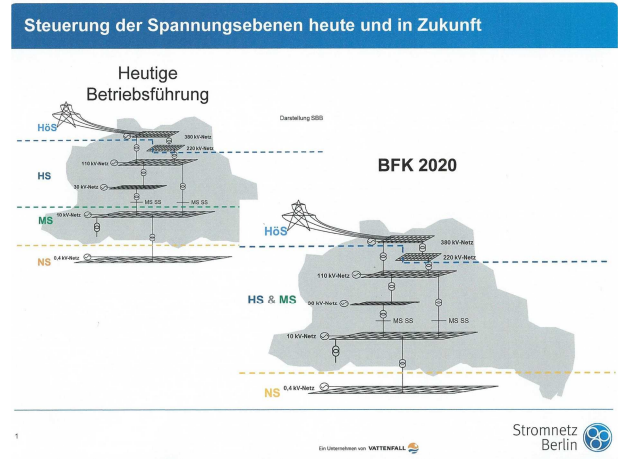 Steuerung der Spannungsebenen heute und in Zukunft
Heutige
Betriebsführung
Darstellung SBB
HöS
380 kV-Netz
220 kV-Netz
110 kV-Netz
HS
30 kV-Netz
MS SS
MS SS
MS
10 kV-Netz
NS
0,4 kV-Netz
BFK 2020
HöS
380 kV-Netz
220 kV-Netz
110 kV-Netz
HS & MS
30 kV-Netz
MS SS
MS SS
10 kV-Netz
NS
0,4 kV-Netz
1
Ein Unternehmen von VATTENFALL
Stromnetz
Berlin